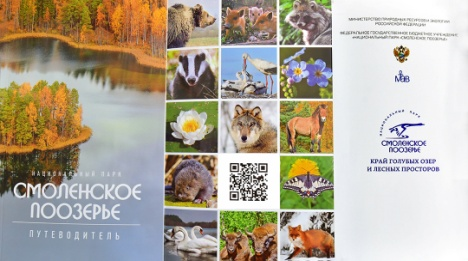 НАЦИОНАЛЬНЫЙ ПАРК
СМОЛЕНСКОЕ
ПООЗЕРЬЕ
ПУТЕВОДИТЕЛЬ
МИНИСТЕРСТВО ПРИРОДНЫХ РЕСУРСОВ И ЭКОЛОГИИ
РОССИЙСКОЙ ФЕДЕРАЦИИ
ФЕДЕРАЛЬНОЕ ГОСУДАРСТВЕННОЕ БЮДЖЕТНОЕ УЧРЕЖДЕНИЕ
«НАЦИОНАЛЬНЫЙ ПАРК «СМОЛЕНСКОЕ ПООЗЕРЬЕ»
НАЦИОНАЛЬНЫЙ ПАРК
СМОЛЕНСКОЕ
ПООЗЕРЬЕ
КРАЙ ГОЛУБЫХ ОЗЕР
И ЛЕСНЫХ ПРОСТОРОВ